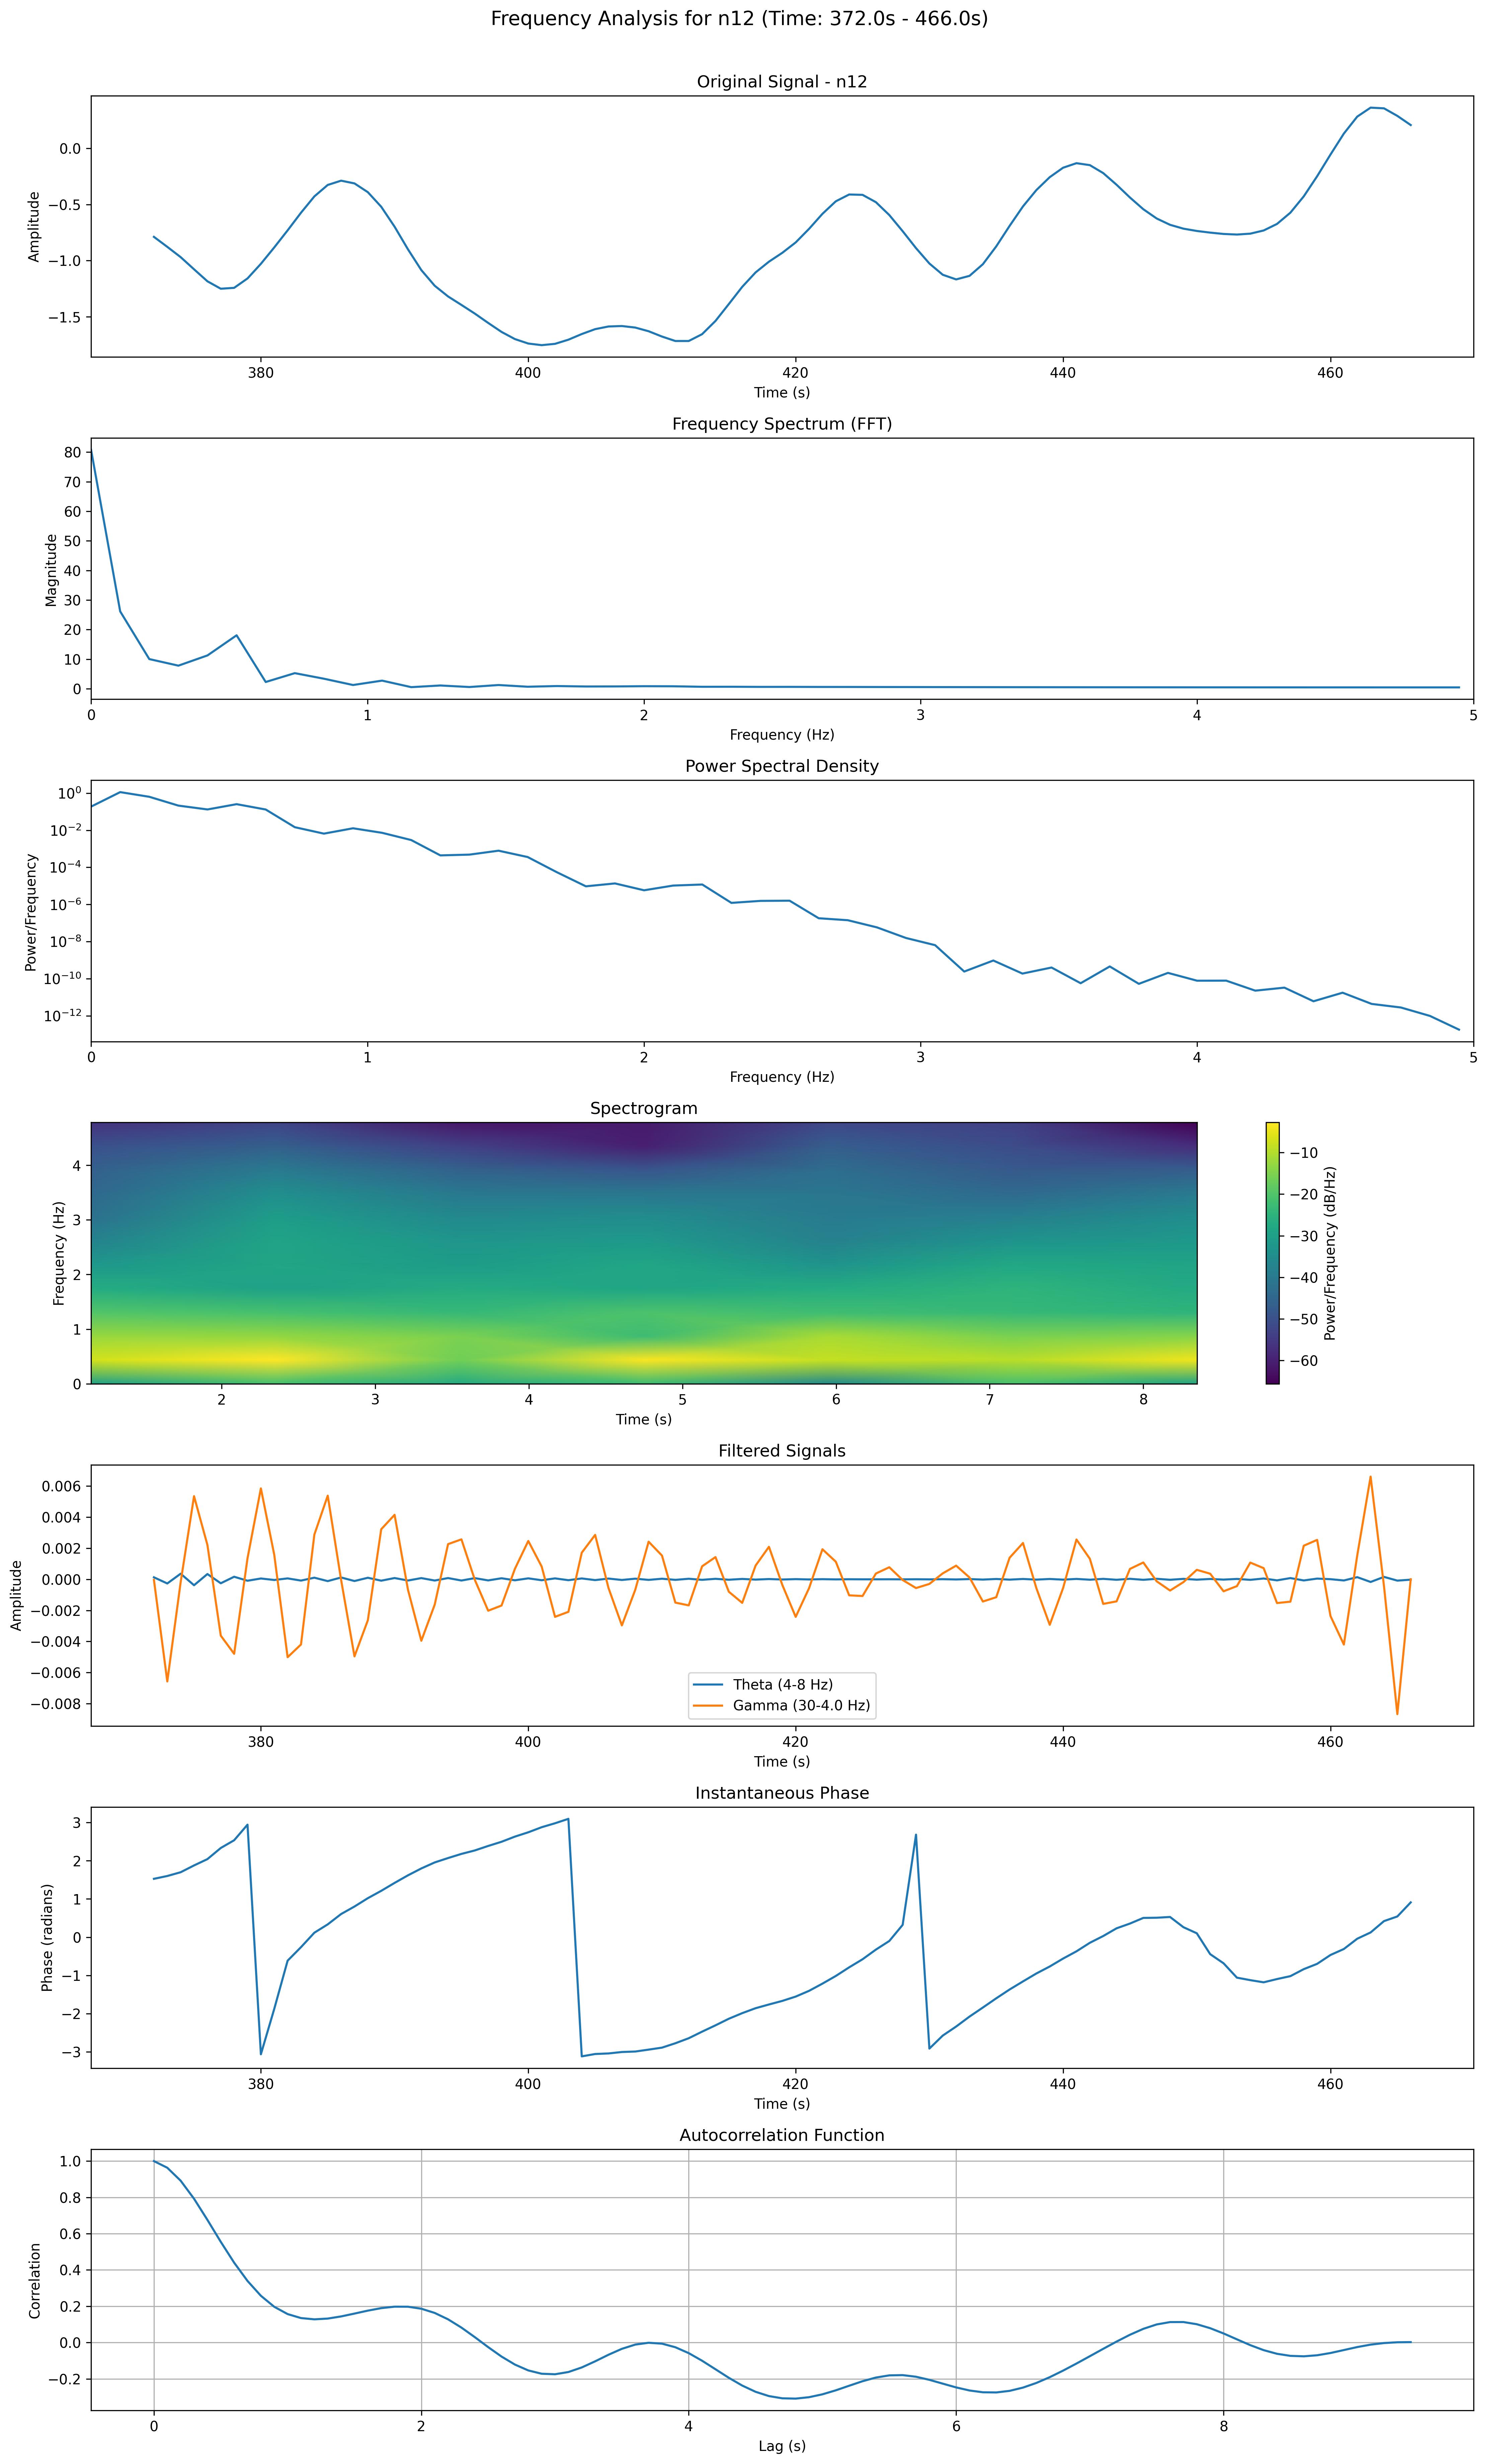 Frequency Analysis for n12 (Time: 372.0s - 466.0s)
Original Signal - n12
Amplitude
0.0
−0.5
−1.0
−1.5
380 400 420 440 460
Time (s)
Frequency Spectrum (FFT)
Magnitude
80
70
60
50
40
30
20
10
0
0 1 2 3 4 5
Frequency (Hz)
Power Spectral Density
Power/Frequency
10⁰
10⁻²
10⁻⁴
10⁻⁶
10⁻⁸
10⁻¹⁰
10⁻¹²
0 1 2 3 4 5
Frequency (Hz)
Spectrogram
Frequency (Hz)
4
3
2
1
0
2 3 4 5 6 7 8
Time (s)
−10
−20
−30
−40
−50
−60
Power/Frequency (dB/Hz)
Filtered Signals
Amplitude
0.006
0.004
0.002
0.000
−0.002
−0.004
−0.006
−0.008
Theta (4-8 Hz)
Gamma (30-4.0 Hz)
380 400 420 440 460
Time (s)
Instantaneous Phase
Phase (radians)
3
2
1
0
−1
−2
−3
380 400 420 440 460
Time (s)
Autocorrelation Function
Correlation
1.0
0.8
0.6
0.4
0.2
0.0
−0.2
0 2 4 6 8
Lag (s)